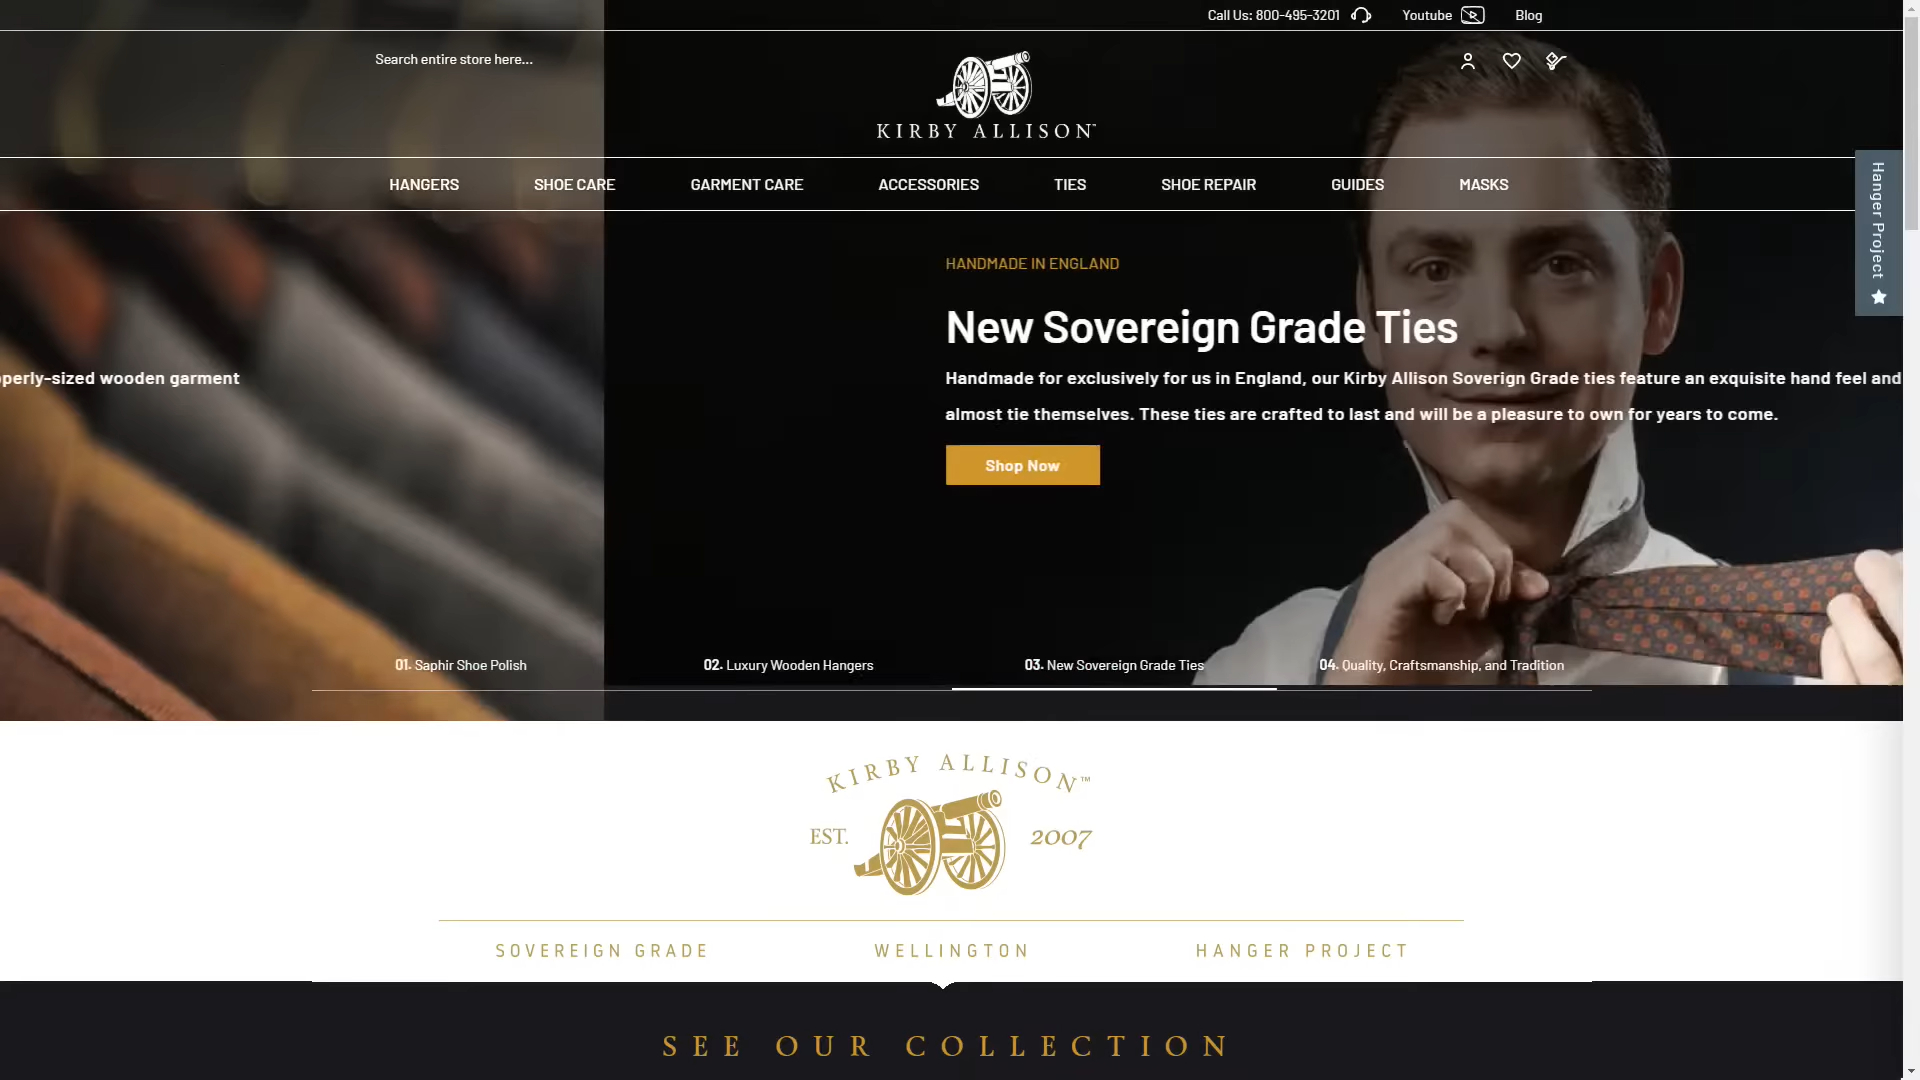 Call Us: 800-495-3201
Youtube
Blog
Search entire store here...
KIRBY ALLISON™
HANGERS
SHOE CARE
GARMENT CARE
ACCESSORIES
TIES
SHOE REPAIR
GUIDES
MASKS
Hanger Project
HANDMADE IN ENGLAND
New Sovereign Grade Ties
operly-sized wooden garment
Handmade for exclusively for us in England, our Kirby Allison Soverign Grade ties feature an exquisite hand feel and
almost tie themselves. These ties are crafted to last and will be a pleasure to own for years to come.
Shop Now
01. Saphir Shoe Polish
02. Luxury Wooden Hangers
03. New Sovereign Grade Ties
04. Quality, Craftsmanship, and Tradition
KIRBY ALLISON™
EST. 2007
SOVEREIGN GRADE
WELLINGTON
HANGER PROJECT
SEE OUR COLLECTION